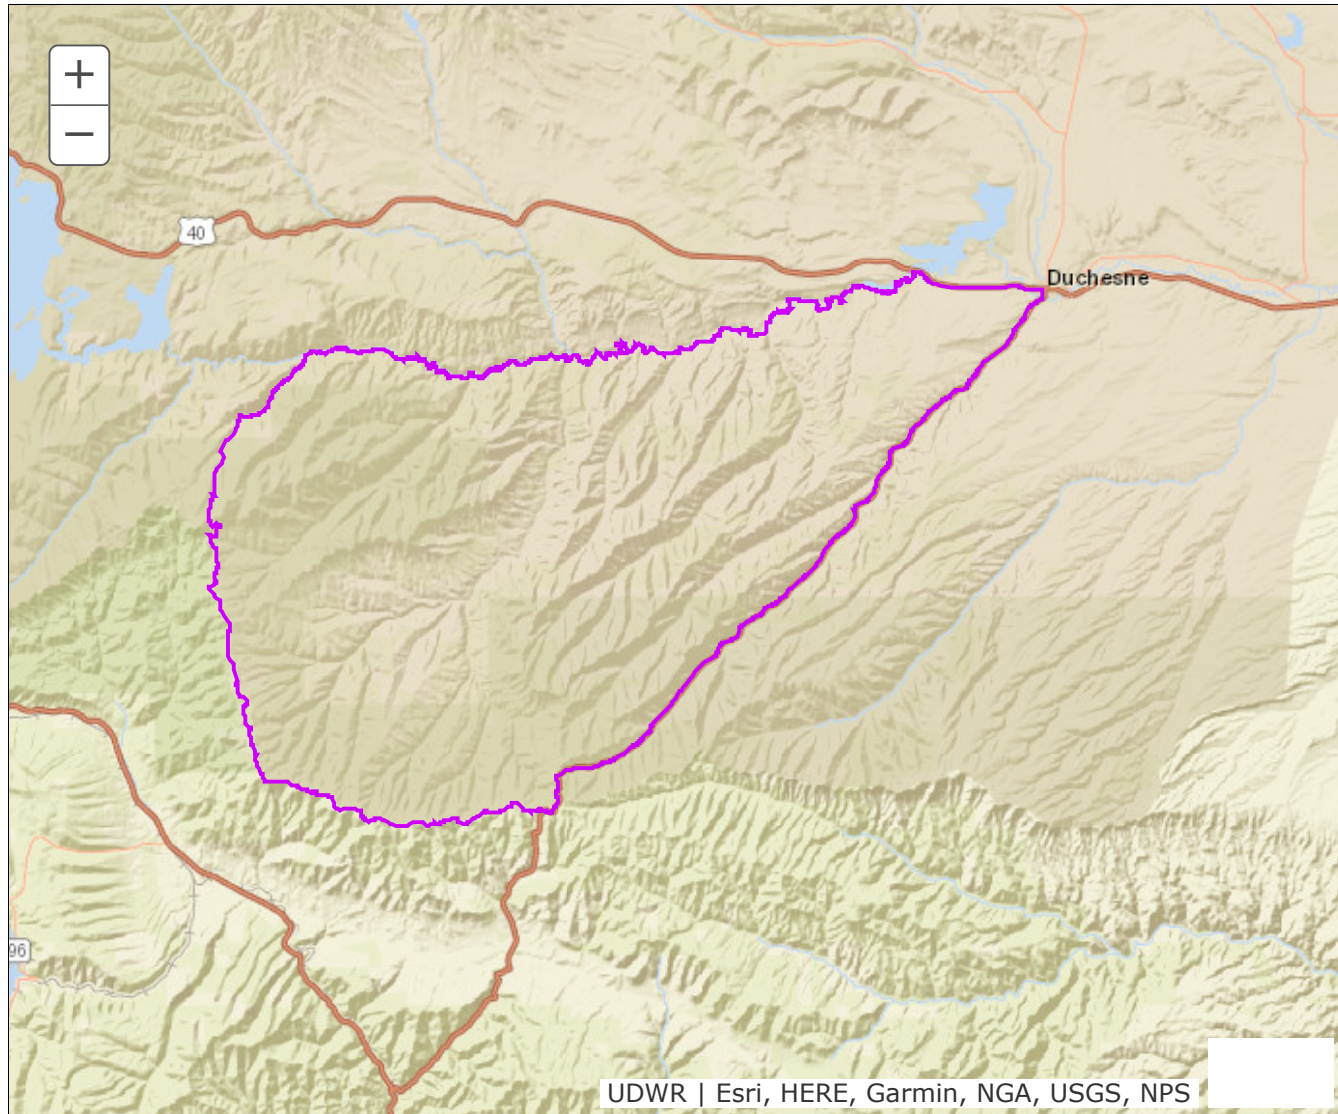 +
−
40
Duchesne
96
UDWR | Esri, HERE, Garmin, NGA, USGS, NPS